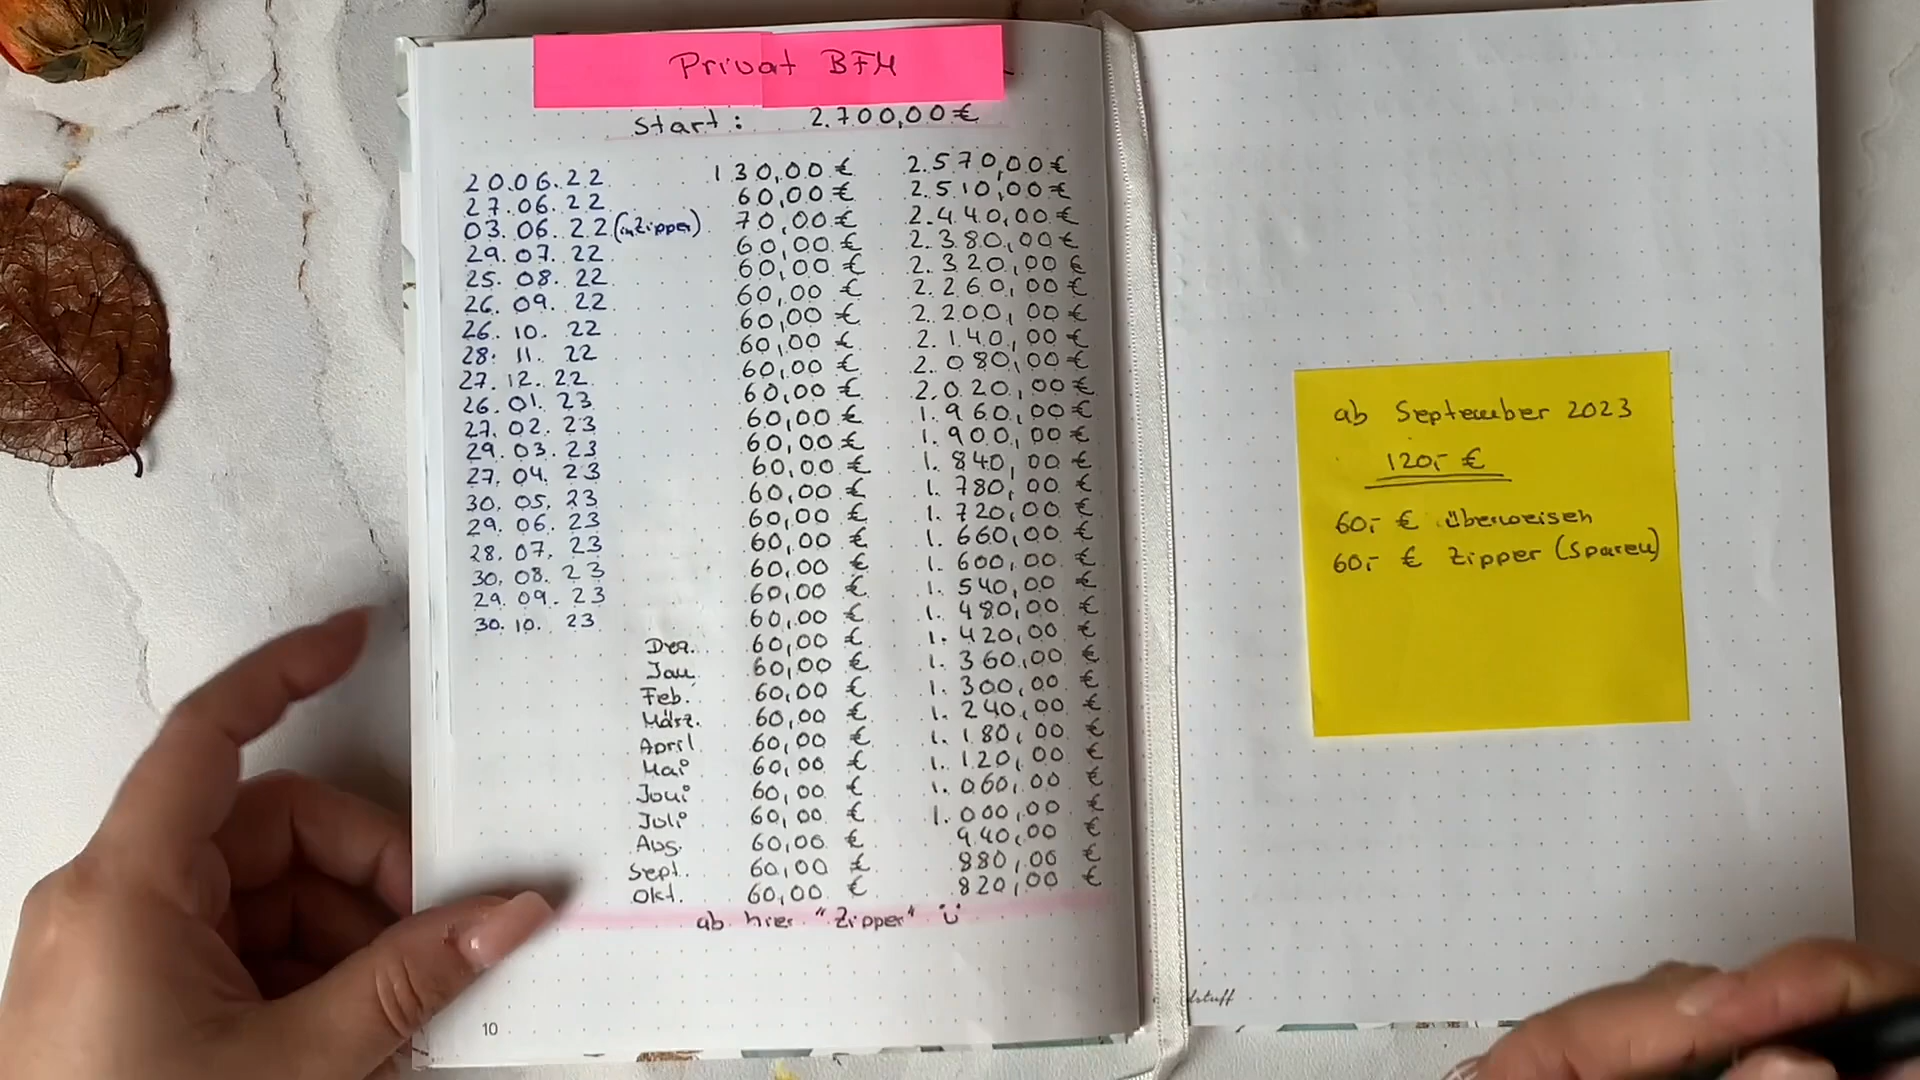 Privat BFM
Start: 2.700,00 €
20.06.22 130,00 € 2.570,00 €
27.06.22 60,00 € 2.510,00 €
03.06.22 (in Zipper) 70,00 € 2.440,00 €
29.07.22 60,00 € 2.380,00 €
25.08.22 60,00 € 2.320,00 €
26.09.22 60,00 € 2.260,00 €
26.10.22 60,00 € 2.200,00 €
28.11.22 60,00 € 2.140,00 €
27.12.22 60,00 € 2.080,00 €
26.01.23 60,00 € 2.020,00 €
27.02.23 60,00 € 1.960,00 €
29.03.23 60,00 € 1.900,00 €
27.04.23 60,00 € 1.840,00 €
30.05.23 60,00 € 1.780,00 €
29.06.23 60,00 € 1.720,00 €
28.07.23 60,00 € 1.660,00 €
30.08.23 60,00 € 1.600,00 €
29.09.23 60,00 € 1.540,00 €
30.10.23 60,00 € 1.480,00 €
Dez. 60,00 € 1.420,00 €
Jan. 60,00 € 1.360,00 €
Feb. 60,00 € 1.300,00 €
März. 60,00 € 1.240,00 €
April 60,00 € 1.180,00 €
Mai 60,00 € 1.120,00 €
Juni 60,00 € 1.060,00 €
Juli 60,00 € 1.000,00 €
Aug. 60,00 € 940,00 €
Sept. 60,00 € 880,00 €
Okt. 60,00 € 820,00 €
ab hier "Zipper"
10
ab September 2023
120,- €
60,- € überweisen
60,- € Zipper (Sparen)